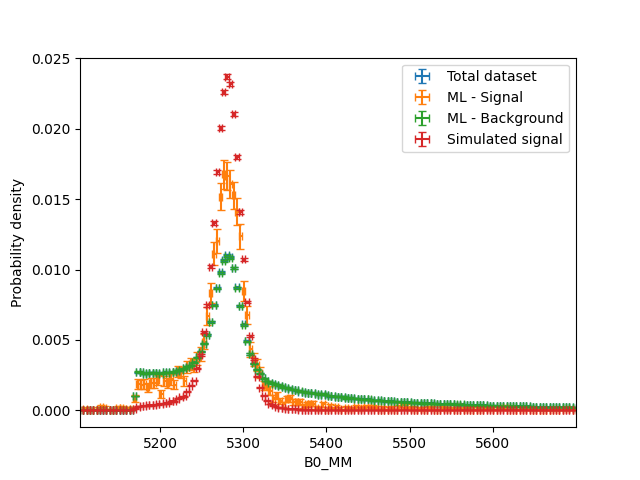 0.025
0.020
0.015
0.010
0.005
0.000
Probability density
5200
5300
5400
5500
5600
B0_MM
Total dataset
ML - Signal
ML - Background
Simulated signal